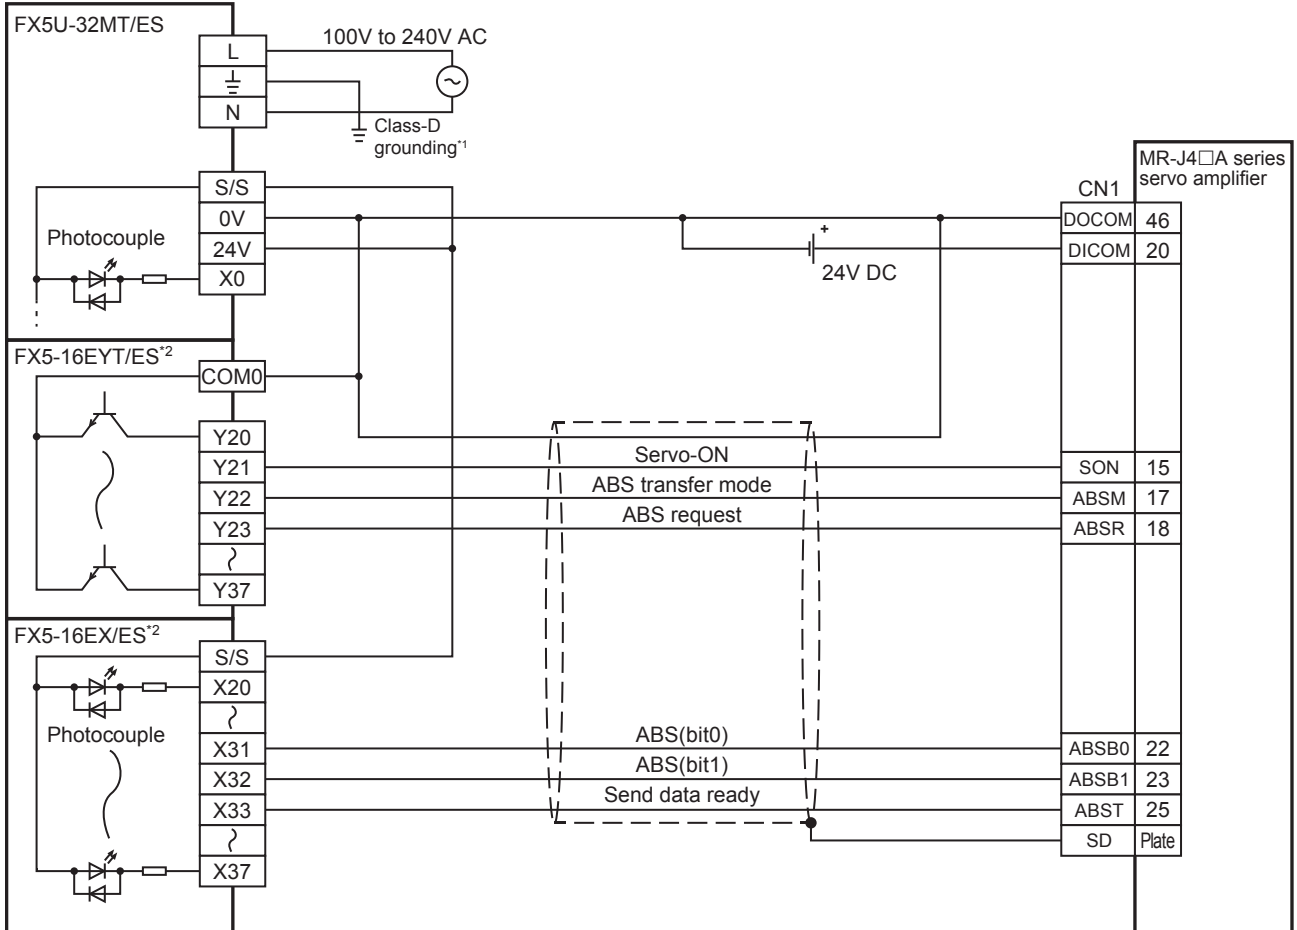 FX5U-32MT/ES
L
100V to 240V AC
N
Class-D
grounding*1
MR-J4□A series
servo amplifier
CN1
S/S
0V
24V
X0
Photocouple
24V DC
+
DOCOM 46
DICOM 20
FX5-16EYT/ES*2
COM0
Y20
Y21
Servo-ON
SON 15
Y22
ABS transfer mode
ABSM 17
Y23
ABS request
ABSR 18
Y37
FX5-16EX/ES*2
S/S
X20
Photocouple
X31
ABS(bit0)
ABSB0 22
X32
ABS(bit1)
ABSB1 23
X33
Send data ready
ABST 25
SD Plate
X37